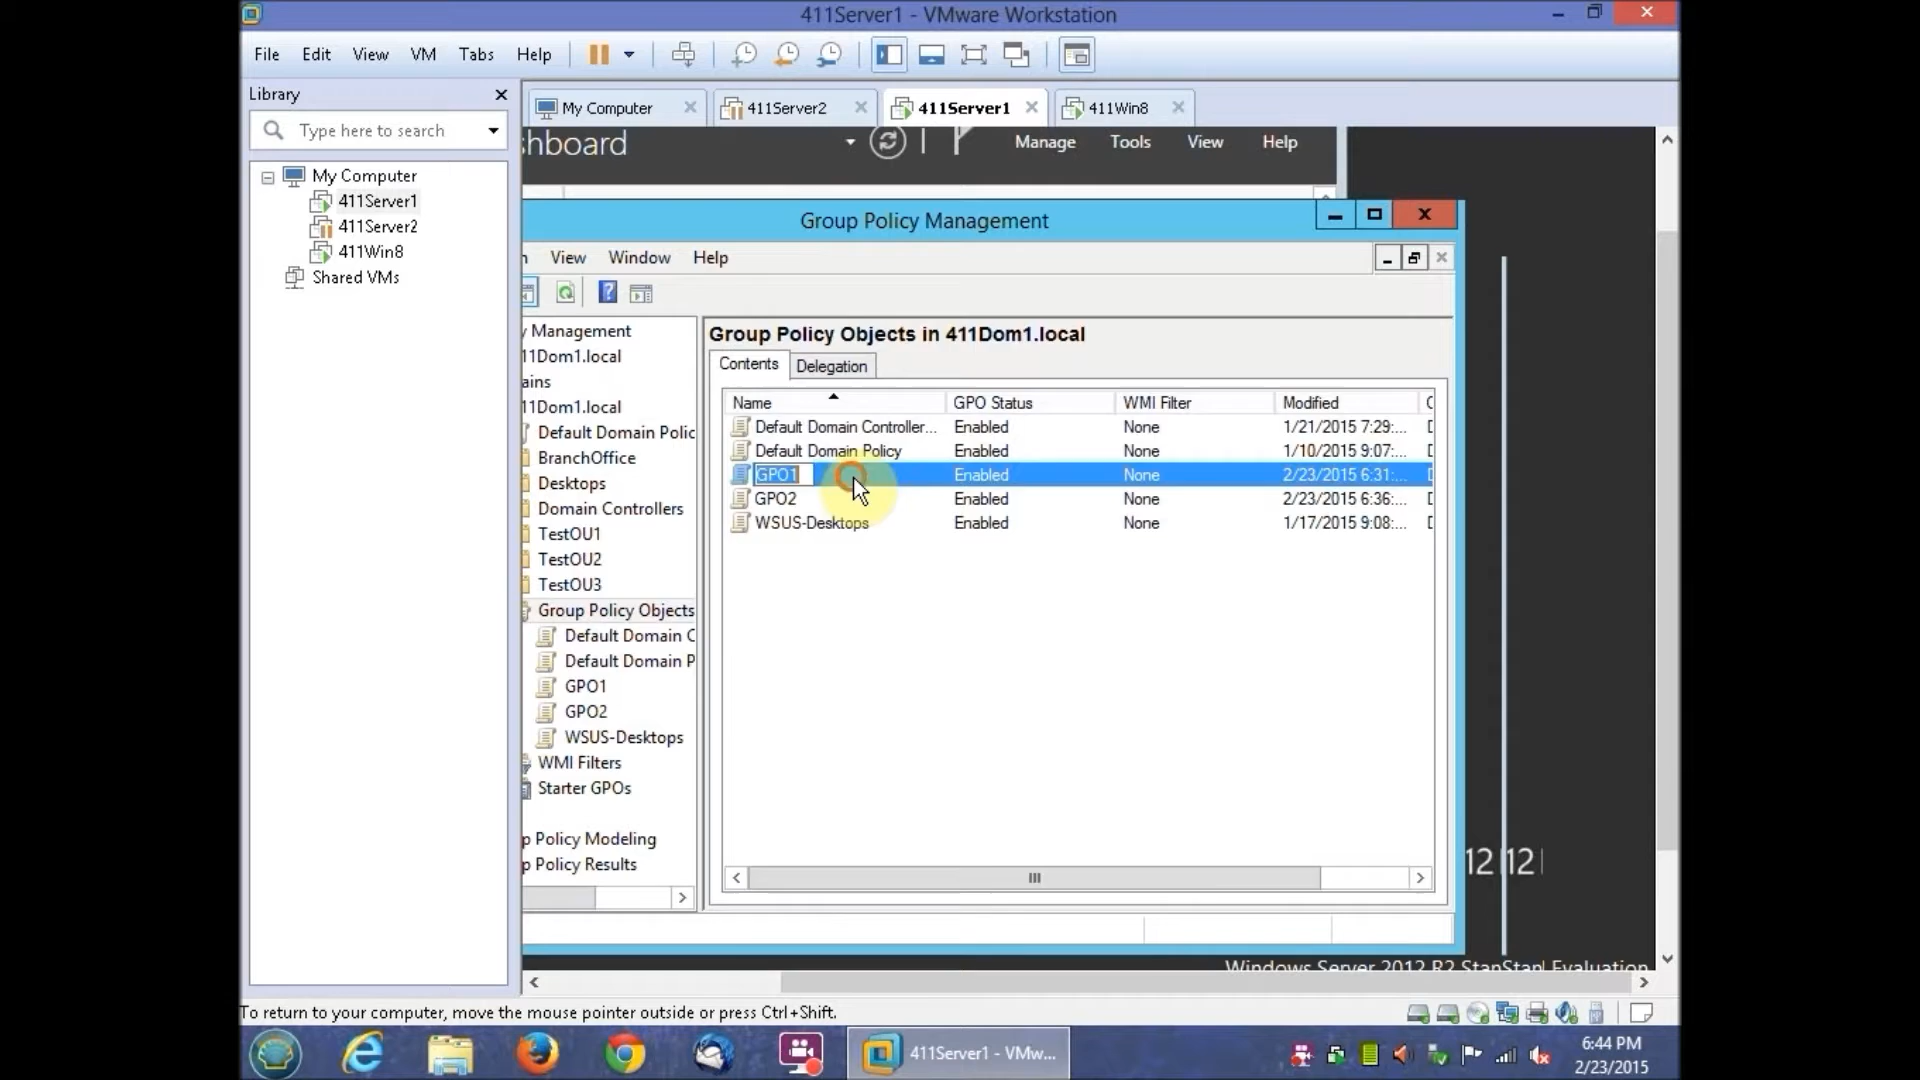 411Server1 - VMware Workstation
File Edit View VM Tabs Help
Library
Type here to search
My Computer
411Server1
411Server2
411Win8
Shared VMs
My Computer 411Server2 411Server1 411Win8
shboard
Manage Tools View Help
Group Policy Management
View Window Help
y Management
11Dom1.local
ains
11Dom1.local
Default Domain Polic
BranchOffice
Desktops
Domain Controllers
TestOU1
TestOU2
TestOU3
Group Policy Objects
Default Domain C
Default Domain P
GPO1
GPO2
WSUS-Desktops
WMI Filters
Starter GPOs
p Policy Modeling
p Policy Results
Group Policy Objects in 411Dom1.local
Contents Delegation
Name GPO Status WMI Filter Modified
Default Domain Controller... Enabled None 1/21/2015 7:29:...
Default Domain Policy Enabled None 1/10/2015 9:07:...
GPO1 Enabled None 2/23/2015 6:31:...
GPO2 Enabled None 2/23/2015 6:36:...
WSUS-Desktops Enabled None 1/17/2015 9:08:...
12 12
Windows Server 2012 R2 StanStan Evaluation
To return to your computer, move the mouse pointer outside or press Ctrl+Shift.
411Server1 - VMw...
6:44 PM
2/23/2015